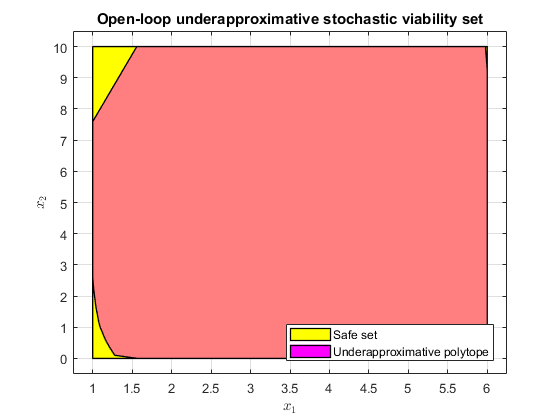 Open-loop underapproximative stochastic viability set
10
9
8
7
6
5
4
3
2
1
0
x₂
Safe set
Underapproximative polytope
1 1.5 2 2.5 3 3.5 4 4.5 5 5.5 6
x₁